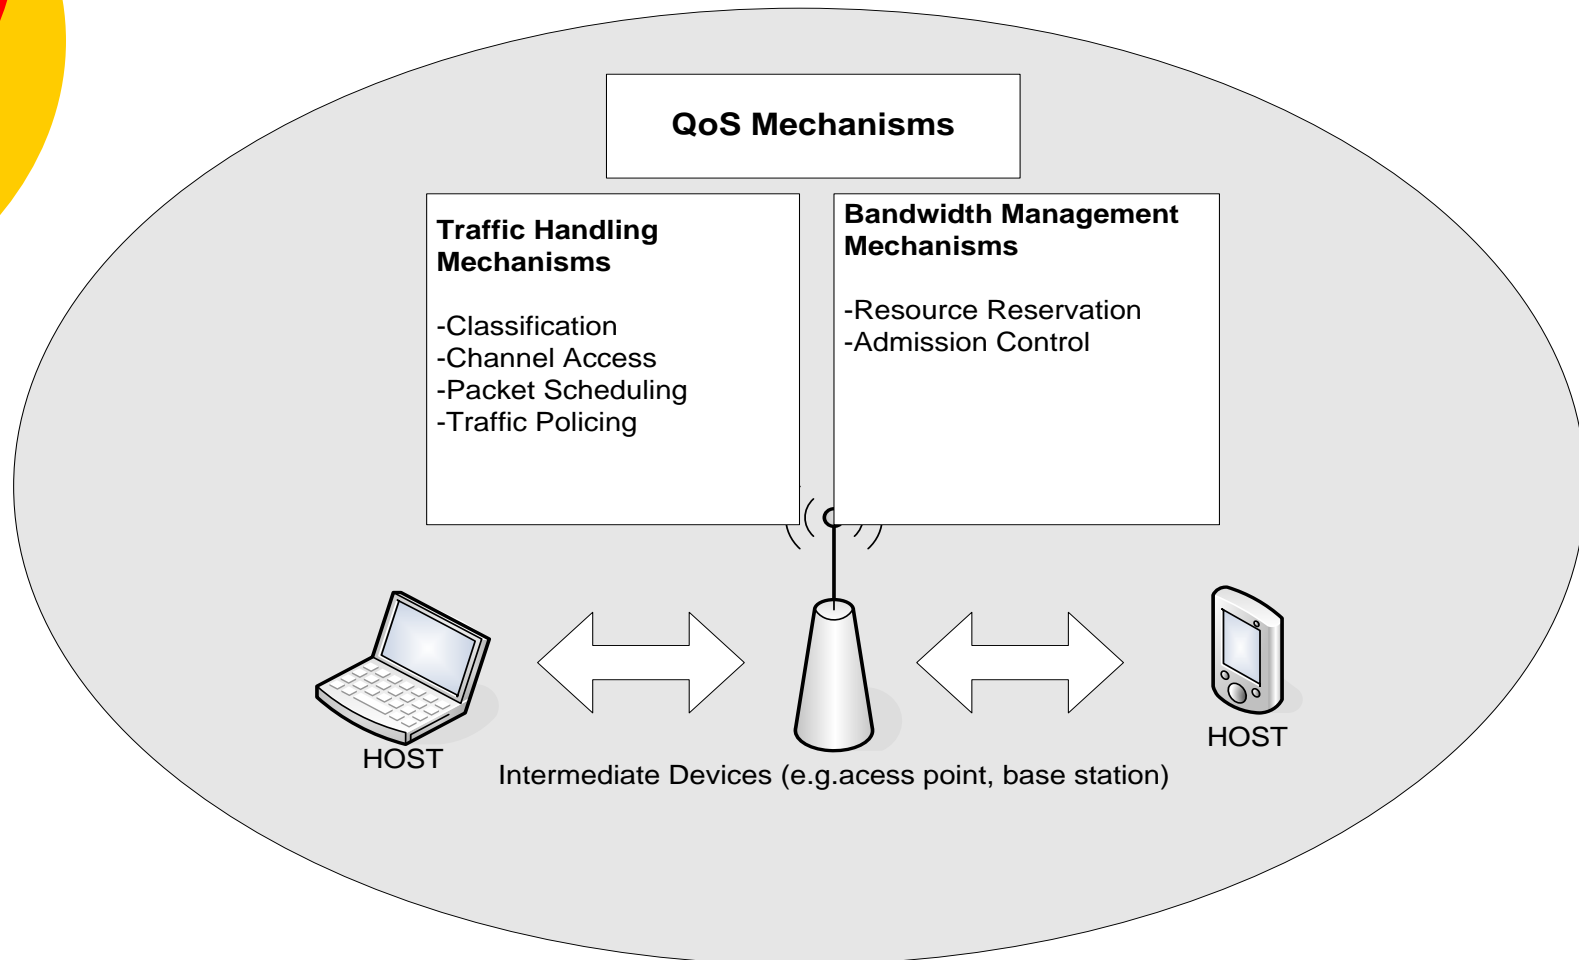 QoS Mechanisms
Traffic Handling
Mechanisms
-Classification
-Channel Access
-Packet Scheduling
-Traffic Policing
Bandwidth Management
Mechanisms
-Resource Reservation
-Admission Control
HOST
Intermediate Devices (e.g.acess point, base station)
HOST